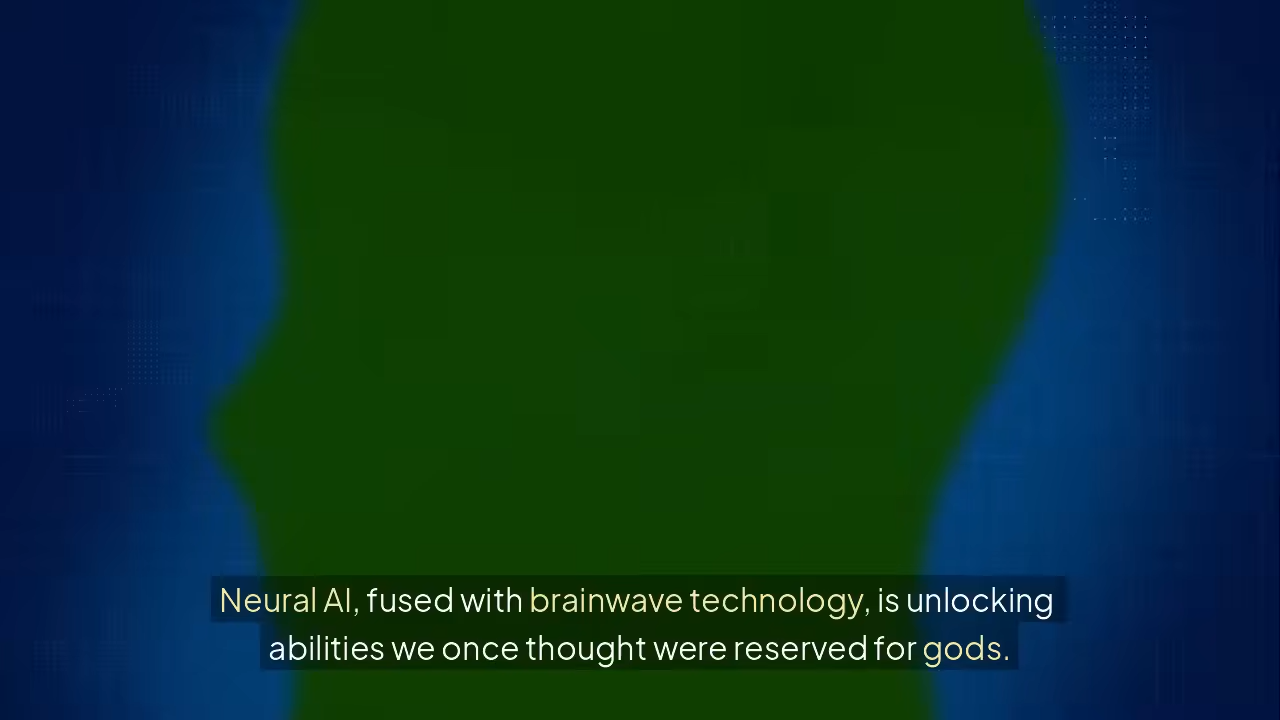 Neural AI, fused with brainwave technology, is unlocking
abilities we once thought were reserved for gods.